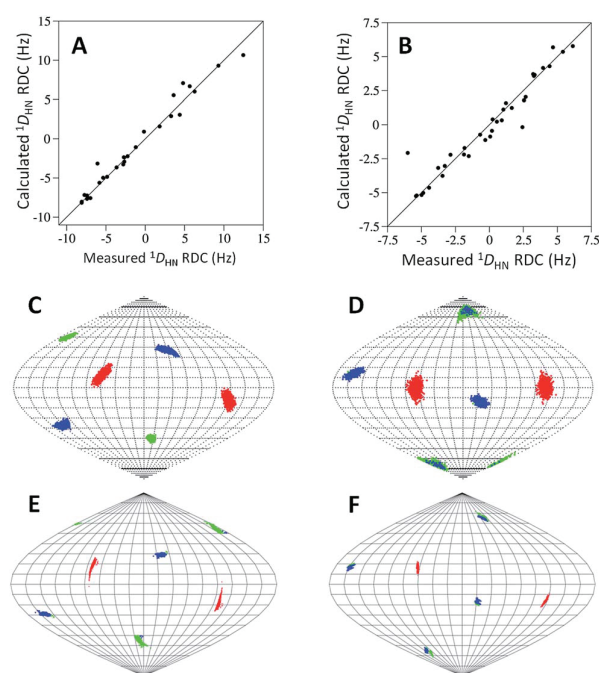 A
15
10
5
0
-5
-10
Calculated ¹D_HN RDC (Hz)
-10 -5 0 5 10 15
Measured ¹D_HN RDC (Hz)
B
7.5
5
2.5
0
-2.5
-5
-7.5
Calculated ¹D_HN RDC (Hz)
-7.5 -5 -2.5 0 2.5 5 7.5
Measured ¹D_HN RDC (Hz)
C
D
E
F